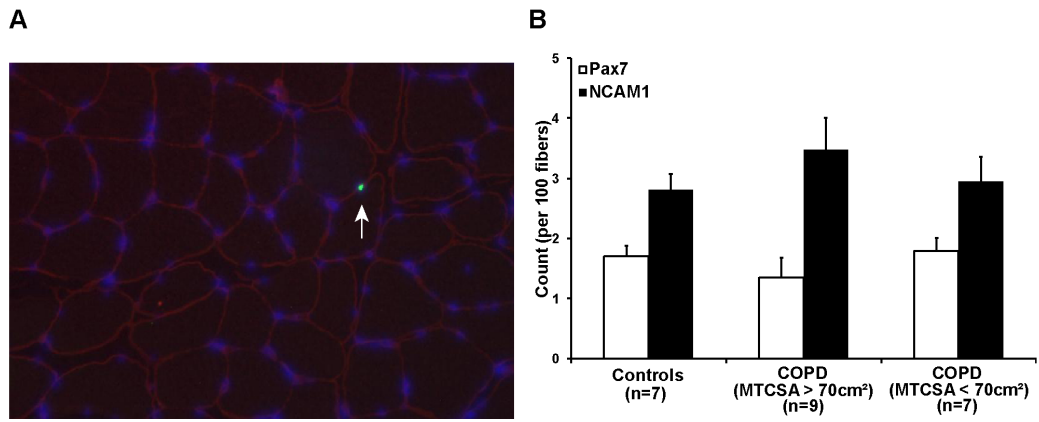 A
B
5
4
3
2
1
0
Count (per 100 fibers)
Pax7
NCAM1
Controls
(n=7)
COPD
(MTCSA > 70cm²)
(n=9)
COPD
(MTCSA < 70cm²)
(n=7)